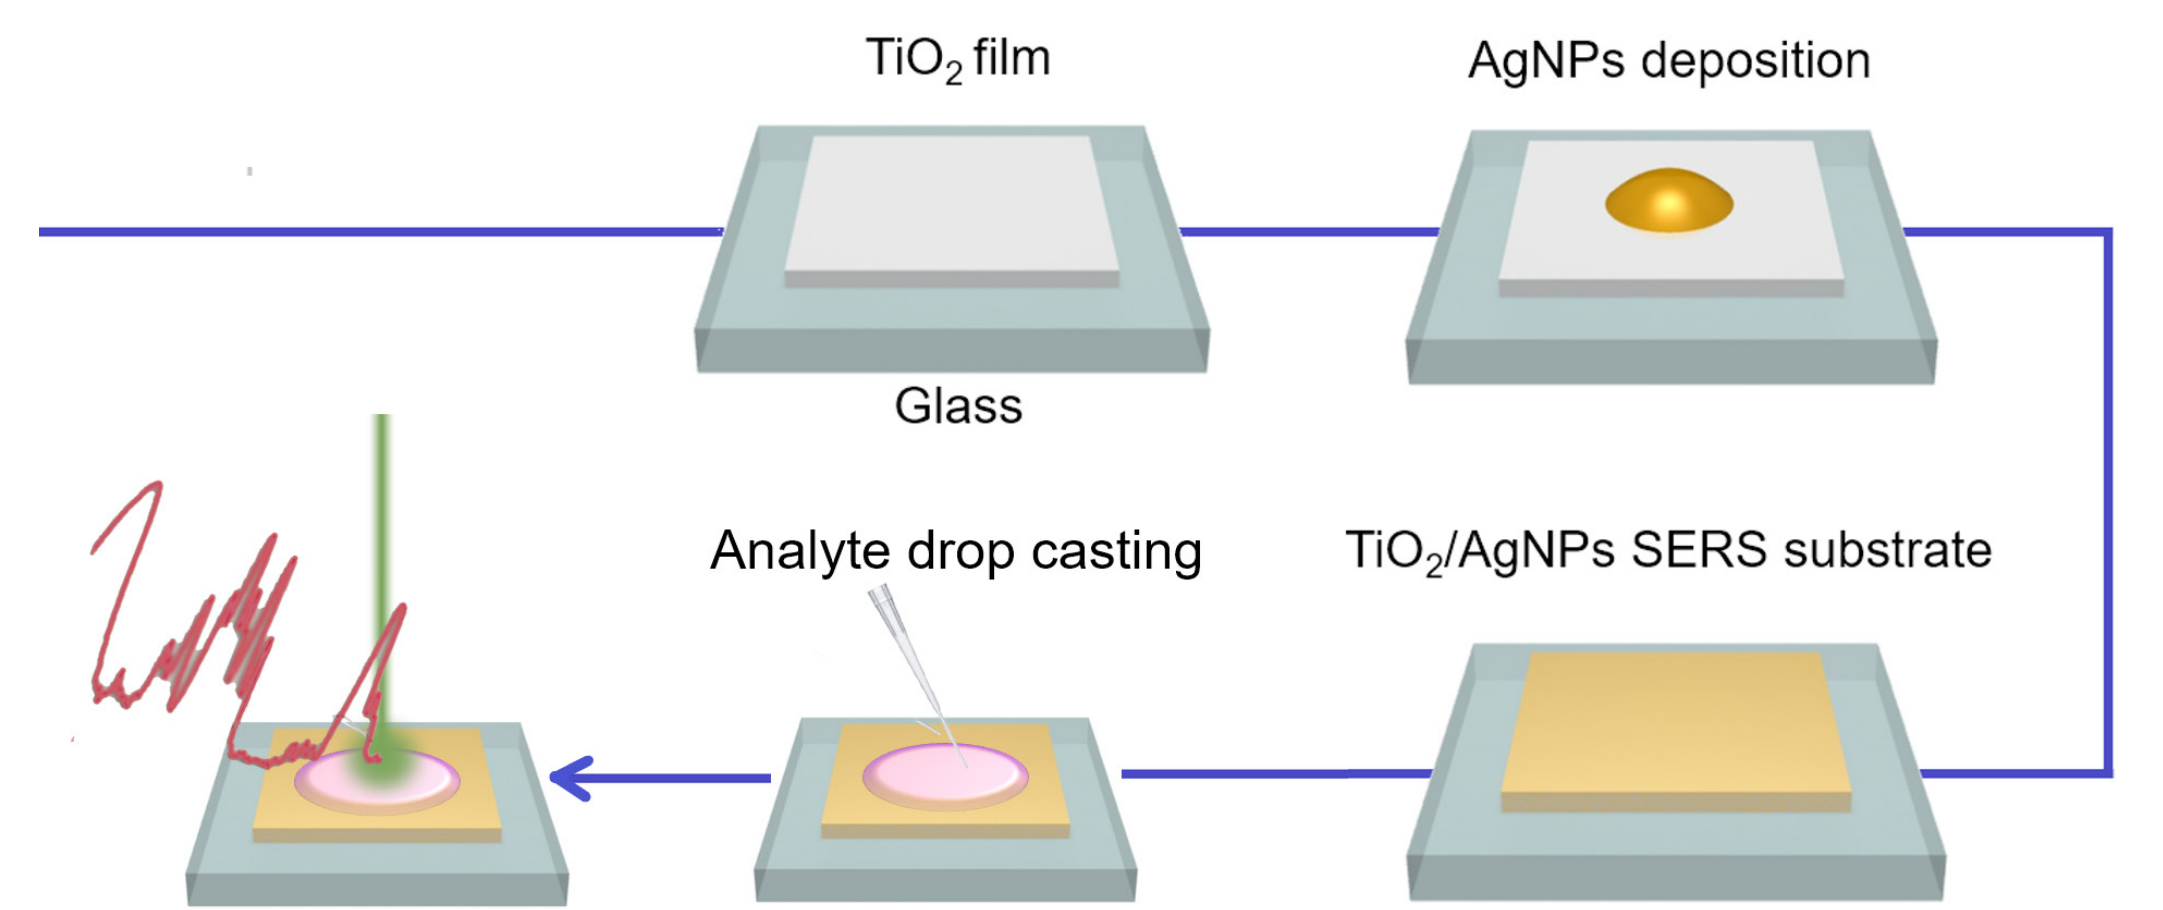 TiO₂ film
AgNPs deposition
Glass
Analyte drop casting
TiO₂/AgNPs SERS substrate